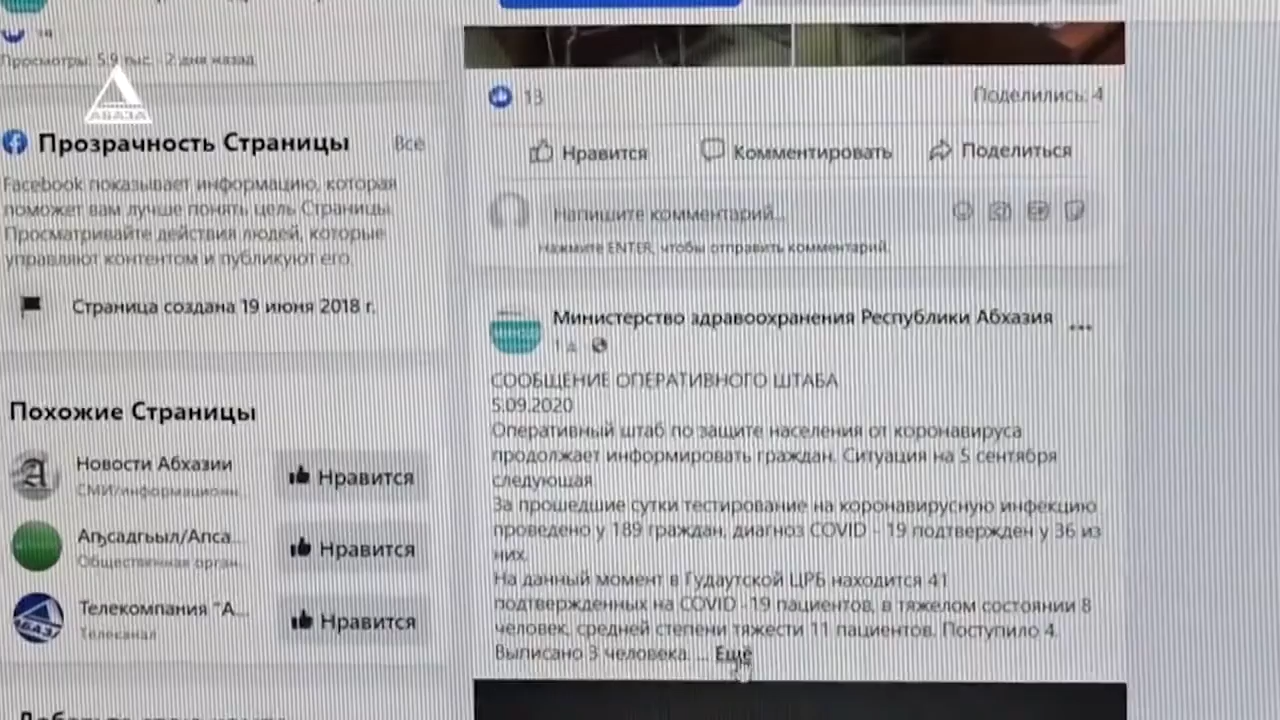 14
Просмотры: 5,9 тыс. · 2 дня назад
АБАЗА
Прозрачность Страницы
Все
Facebook показывает информацию, которая
поможет вам лучше понять цель Страницы.
Просматривайте действия людей, которые
управляют контентом и публикуют его.
Страница создана 19 июня 2018 г.
Похожие Страницы
Новости Абхазии
СМИ/информационн...
Нравится
Аҧсадгьыл/Апса...
Общественная орган...
Нравится
Телекомпания "А...
Телеканал
Нравится
13
Поделились: 4
Нравится
Комментировать
Поделиться
Напишите комментарий...
Нажмите ENTER, чтобы отправить комментарий.
Министерство здравоохранения Республики Абхазия
...
1 д.
СООБЩЕНИЕ ОПЕРАТИВНОГО ШТАБА
5.09.2020
Оперативный штаб по защите населения от коронавируса
продолжает информировать граждан. Ситуация на 5 сентября
следующая.
За прошедшие сутки тестирование на коронавирусную инфекцию
проведено у 189 граждан, диагноз COVID - 19 подтвержден у 36 из
них.
На данный момент в Гудаутской ЦРБ находится 41
подтвержденных на COVID -19 пациентов, в тяжелом состоянии 8
человек, средней степени тяжести 11 пациентов. Поступило 4.
Выписано 3 человека. ... Ещё